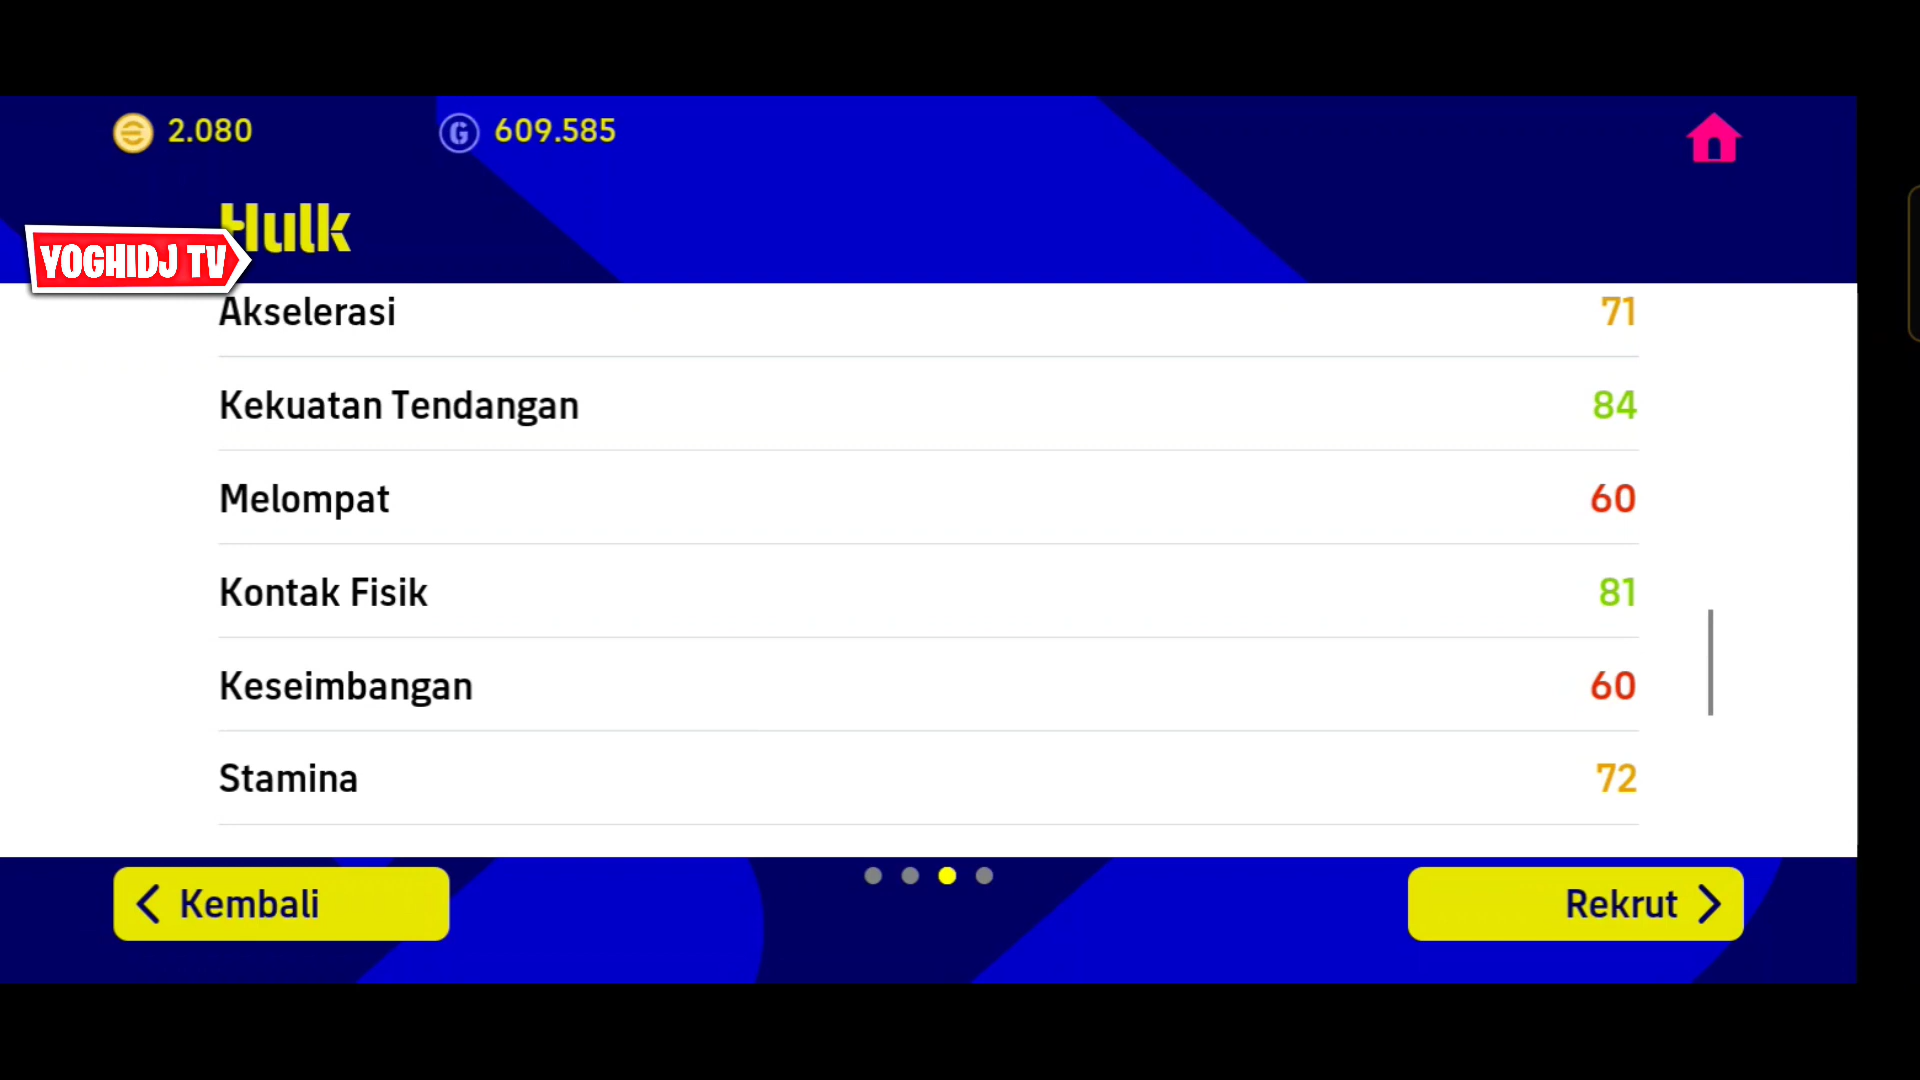 2.080
G 609.585
Hulk
YOGHIDJ TV
Akselerasi 71
Kekuatan Tendangan 84
Melompat 60
Kontak Fisik 81
Keseimbangan 60
Stamina 72
Kembali
Rekrut